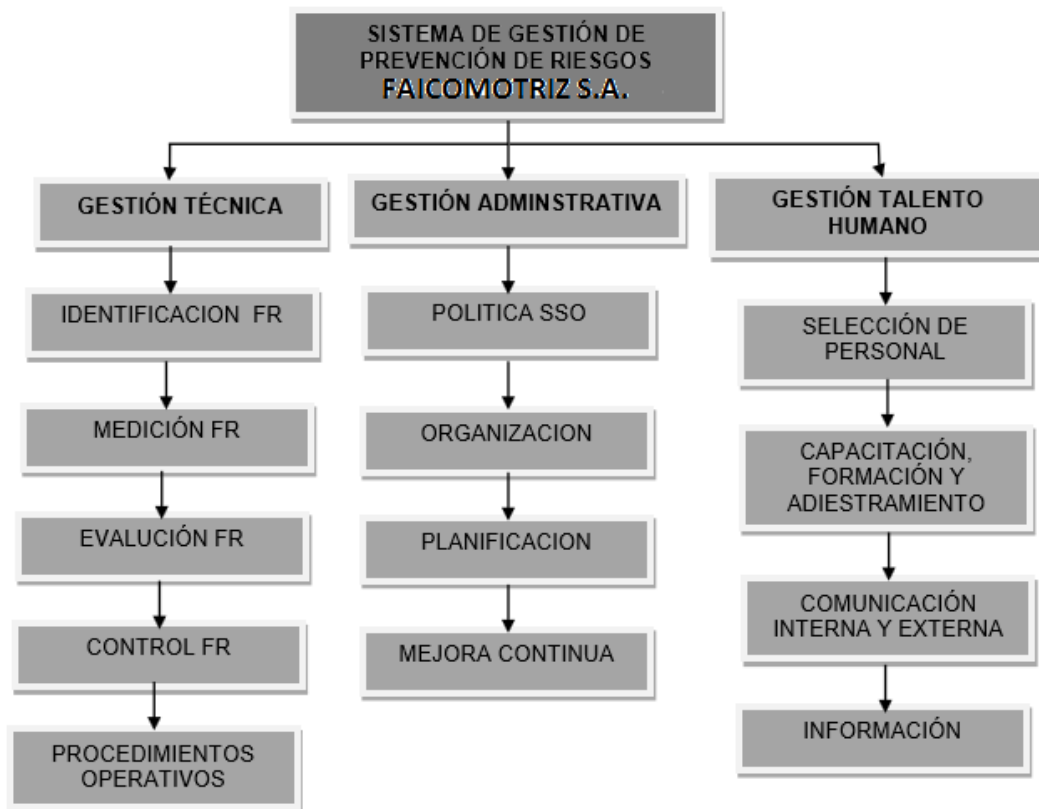 SISTEMA DE GESTIÓN DE
PREVENCIÓN DE RIESGOS
FAICOMOTRIZ S.A.
GESTIÓN TÉCNICA
IDENTIFICACION FR
MEDICIÓN FR
EVALUCIÓN FR
CONTROL FR
PROCEDIMIENTOS
OPERATIVOS
GESTIÓN ADMINSTRATIVA
POLITICA SSO
ORGANIZACION
PLANIFICACION
MEJORA CONTINUA
GESTIÓN TALENTO
HUMANO
SELECCIÓN DE
PERSONAL
CAPACITACIÓN,
FORMACIÓN Y
ADIESTRAMIENTO
COMUNICACIÓN
INTERNA Y EXTERNA
INFORMACIÓN